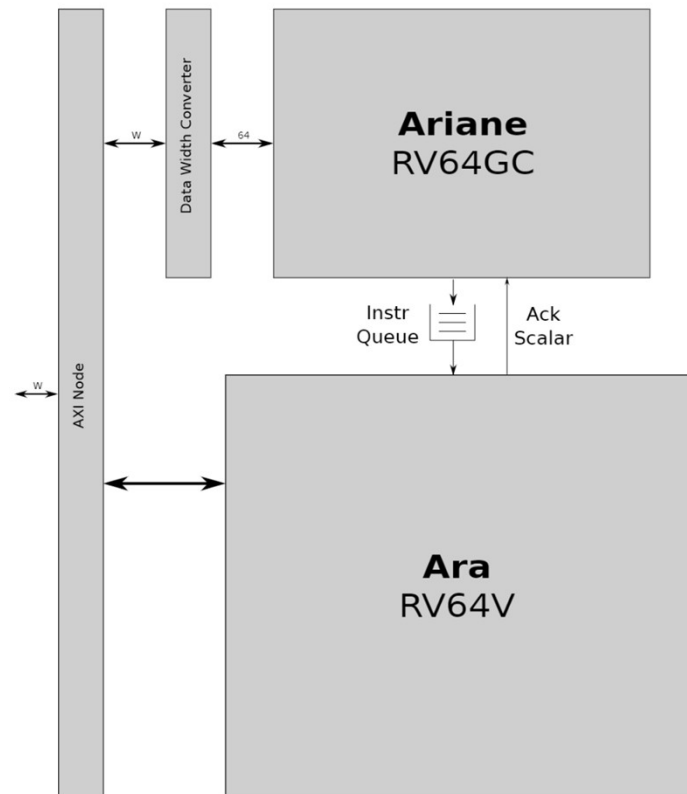 Ariane
RV64GC
Data Width Converter
W
64
Instr
Queue
Ack
Scalar
W
AXI Node
Ara
RV64V